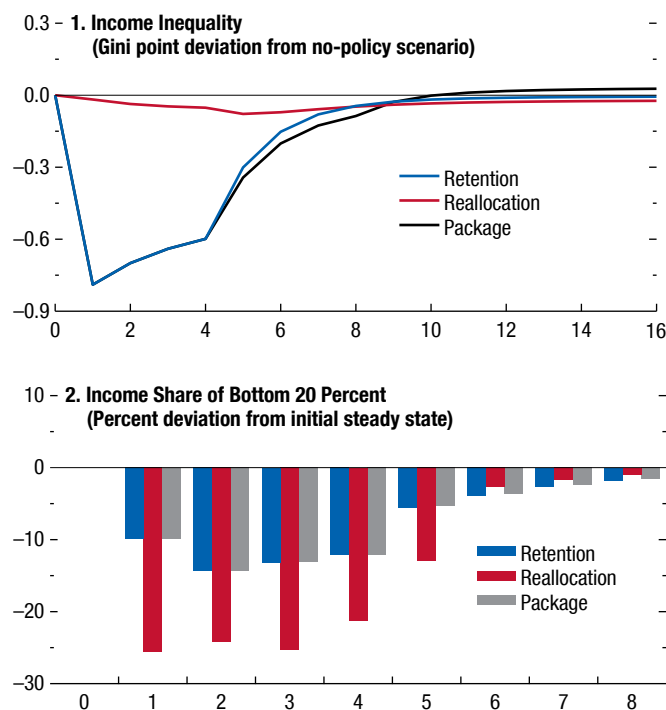 1. Income Inequality
(Gini point deviation from no-policy scenario)
0.3
0.0
–0.3
–0.6
–0.9
Retention
Reallocation
Package
0 2 4 6 8 10 12 14 16
2. Income Share of Bottom 20 Percent
(Percent deviation from initial steady state)
10
0
–10
–20
–30
Retention
Reallocation
Package
0 1 2 3 4 5 6 7 8